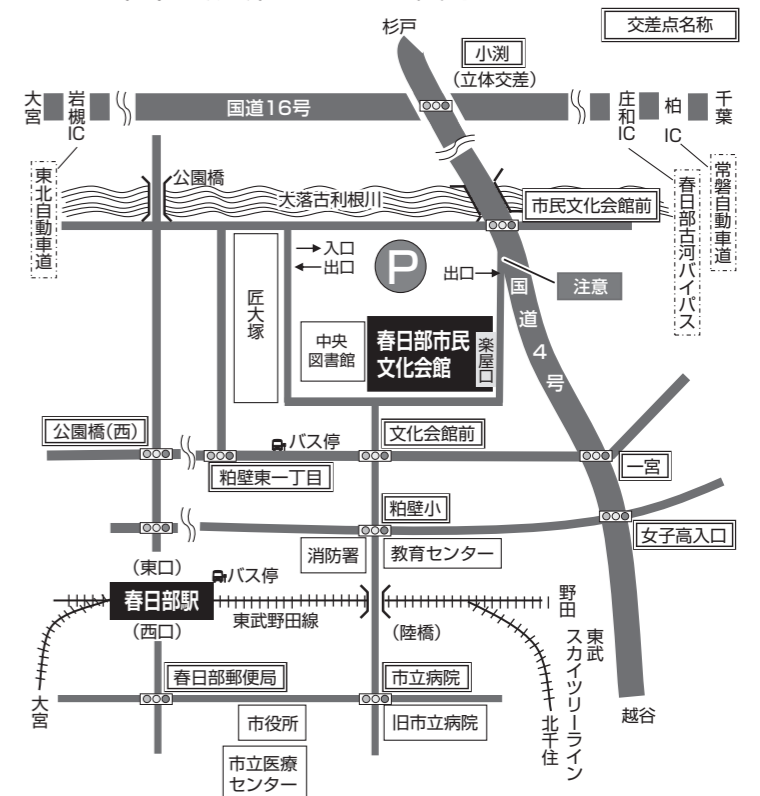 杉戸
交差点名称
小渕
(立体交差)
大宮
岩槻IC
国道16号
庄和IC
柏IC
千葉
東北自動車道
公園橋
大落古利根川
市民文化会館前
春日部古河バイパス
常磐自動車道
入口
出口
P
出口
注意
国道4号
匠大塚
中央
図書館
春日部市民
文化会館
楽屋口
公園橋(西)
バス停
文化会館前
粕壁東一丁目
一宮
粕壁小
女子高入口
消防署
教育センター
(東口)
バス停
春日部駅
(西口)
東武野田線
(陸橋)
野田
東武
スカイツリーライン
大宮
北千住
越谷
春日部郵便局
市立病院
市役所
旧市立病院
市立医療
センター